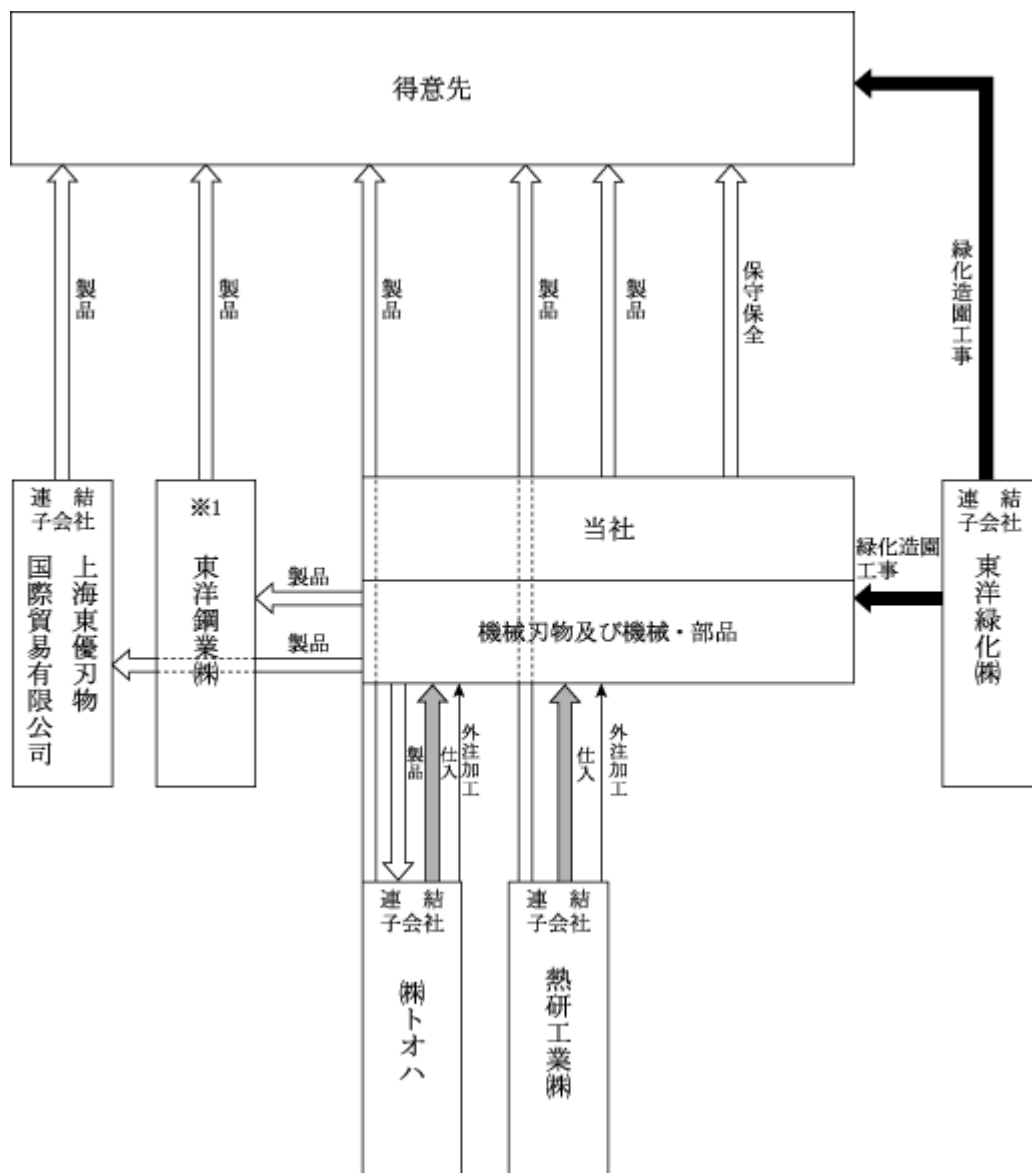 得意先
製品
製品
製品
製品
製品
保守保全
緑化造園工事
連結
子会社
上海東優刃物
国際貿易有限公司
※1
東洋鋼業㈱
製品
製品
当社
機械刃物及び機械・部品
緑化造園
工事
連結
子会社
東洋緑化㈱
製品
仕入
外注加工
仕入
外注加工
連結
子会社
㈱トオハ
連結
子会社
熱研工業㈱